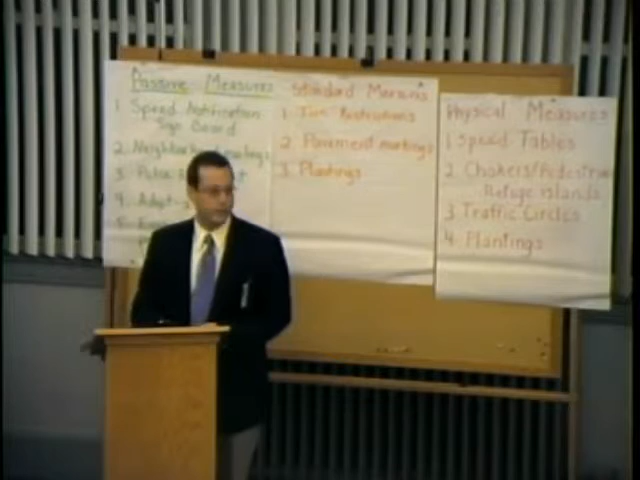 Passive Measures
1 Speed Notification
Sign Board
2. Neighborhood meetings
3. Police
4. Adopt-
5.
Standard Measures
1. Turn Restrictions
2 Pavement markings
3 Plantings
Physical Measures
1 Speed Tables
2 Chokers/Pedestrian
Refuge islands
3 Traffic Circles
4. Plantings